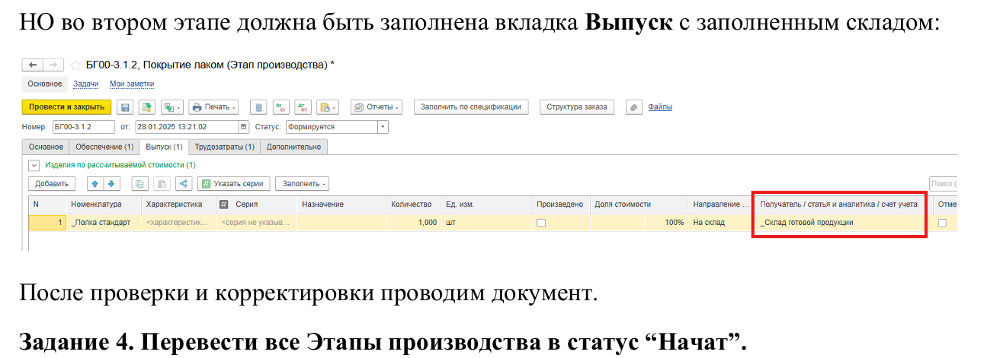 НО во втором этапе должна быть заполнена вкладка Выпуск с заполненным складом:
БГ00-3.1.2, Покрытие лаком (Этап производства) *
Основное Задачи Мои заметки
Провести и закрыть Печать Отчеты Заполнить по спецификации Структура заказа Файлы
Номер: БГ00-3.1.2 от: 28.01.2025 13:21:02 Статус: Формируется
Основное Обеспечение (1) Выпуск (1) Трудозатраты (1) Дополнительно
Изделия по рассчитываемой стоимости (1)
Добавить Указать серии Заполнить Поиск (
N Номенклатура Характеристика # Серия Назначение Количество Ед. изм. Произведено Доля стоимости Направление ... Получатель / статья и аналитика / счет учета Отме
1 _Полка стандарт <характеристик... <серия не указыв... 1,000 шт 100% На склад _Склад готовой продукции
После проверки и корректировки проводим документ.
Задание 4. Перевести все Этапы производства в статус “Начат”.